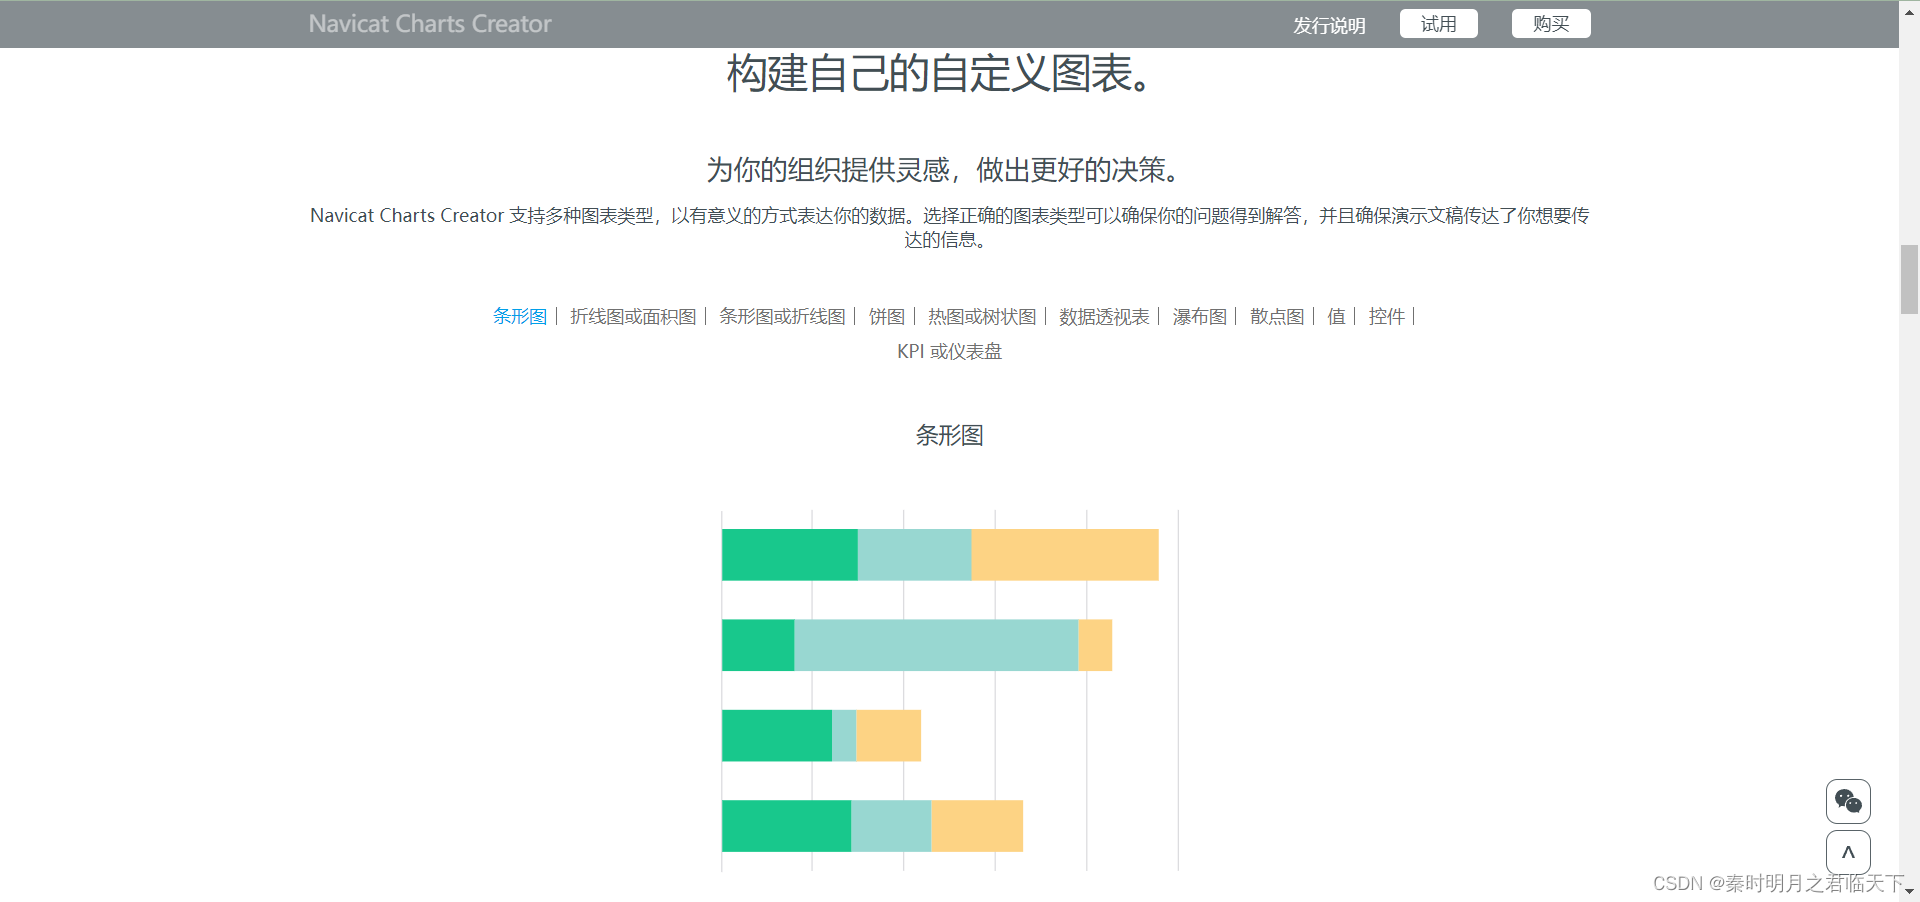 Navicat Charts Creator 发行说明 试用 购买
构建自己的自定义图表。
为你的组织提供灵感，做出更好的决策。
Navicat Charts Creator 支持多种图表类型，以有意义的方式表达你的数据。选择正确的图表类型可以确保你的问题得到解答，并且确保演示文稿传达了你想要传
达的信息。
条形图 | 折线图或面积图 | 条形图或折线图 | 饼图 | 热图或树状图 | 数据透视表 | 瀑布图 | 散点图 | 值 | 控件 |
KPI 或仪表盘
条形图
CSDN @秦时明月之君临天下